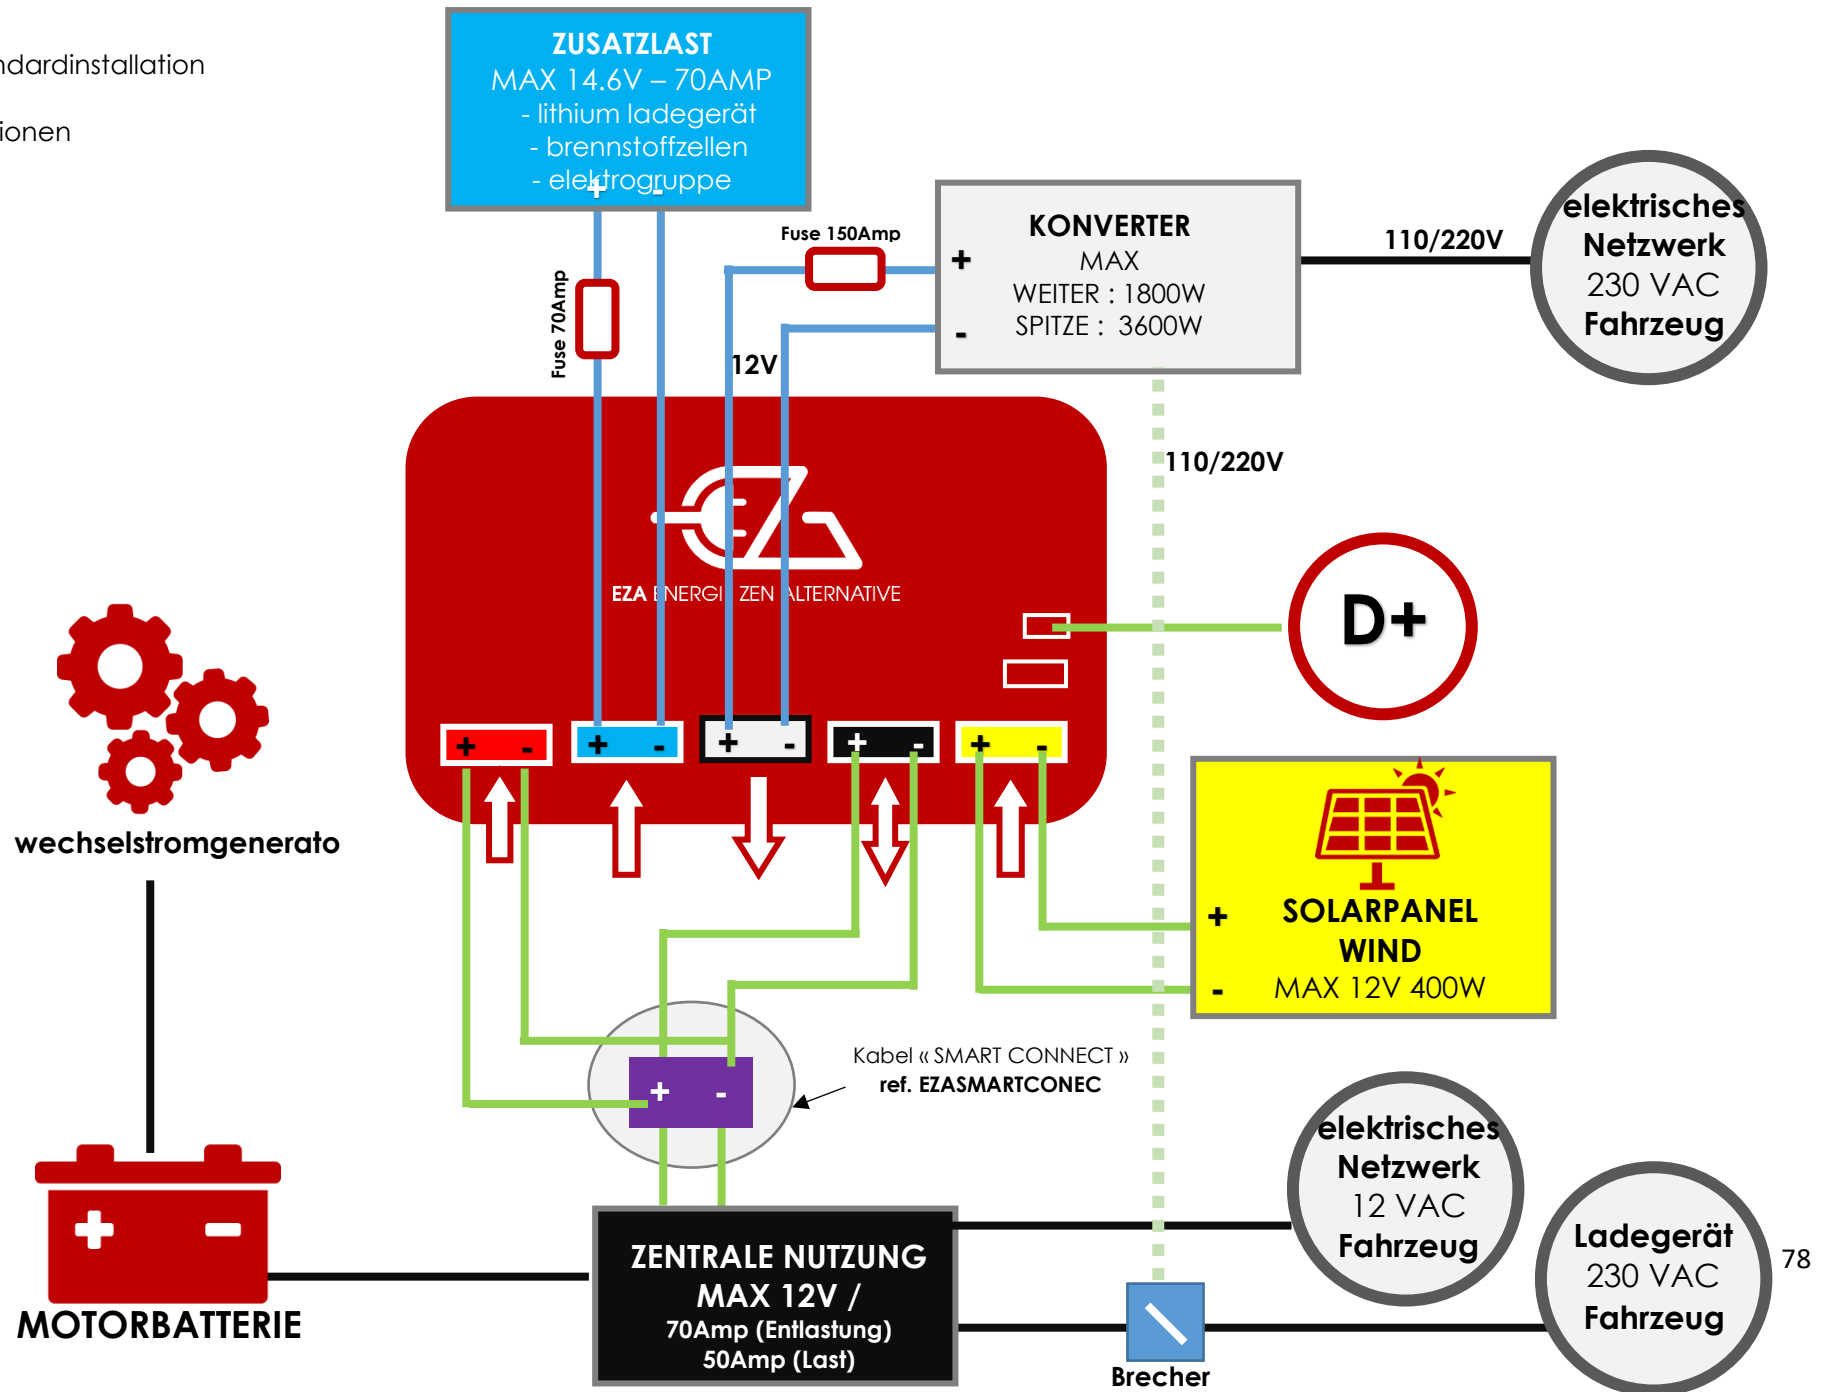 ndardinstallation
ionen
ZUSATZLAST
MAX 14.6V – 70AMP
- lithium ladegerät
- brennstoffzellen
- elektrogruppe
+ -
Fuse 70Amp
Fuse 150Amp
12V
KONVERTER
MAX
WEITER : 1800W
SPITZE : 3600W
+
-
110/220V
elektrisches
Netzwerk
230 VAC
Fahrzeug
110/220V
EZA ENERGIE ZEN ALTERNATIVE
D+
+ - + - + - + - + -
wechselstromgenerato
SOLARPANEL
WIND
MAX 12V 400W
+
-
Kabel « SMART CONNECT »
ref. EZASMARTCONEC
+ -
MOTORBATTERIE
ZENTRALE NUTZUNG
MAX 12V /
70Amp (Entlastung)
50Amp (Last)
elektrisches
Netzwerk
12 VAC
Fahrzeug
Ladegerät
230 VAC
Fahrzeug
Brecher
78